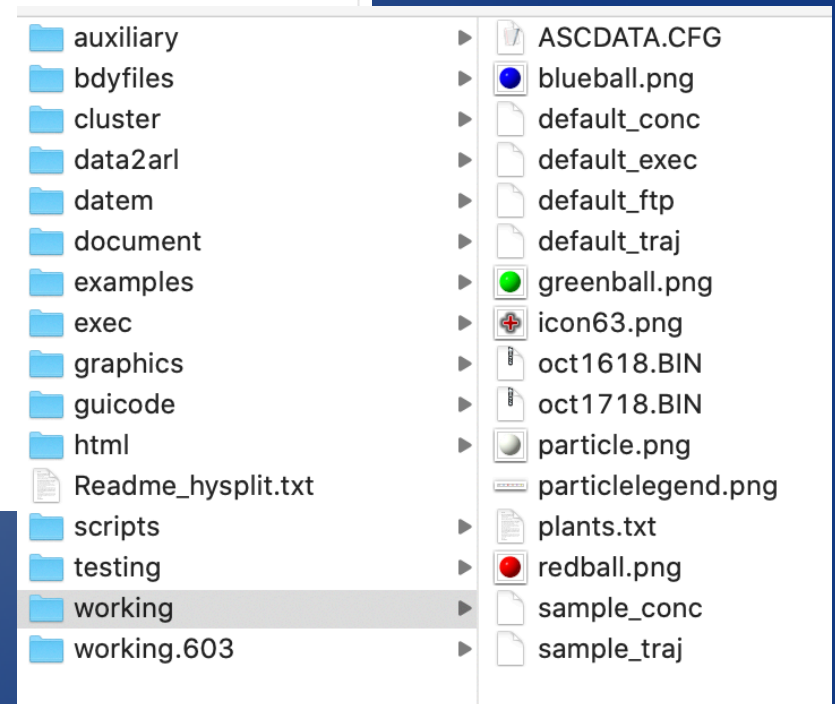 auxiliary
bdyfiles
cluster
data2arl
datem
document
examples
exec
graphics
guicode
html
Readme_hysplit.txt
scripts
testing
working
working.603
ASCDATA.CFG
blueball.png
default_conc
default_exec
default_ftp
default_traj
greenball.png
icon63.png
oct1618.BIN
oct1718.BIN
particle.png
particlelegend.png
plants.txt
redball.png
sample_conc
sample_traj